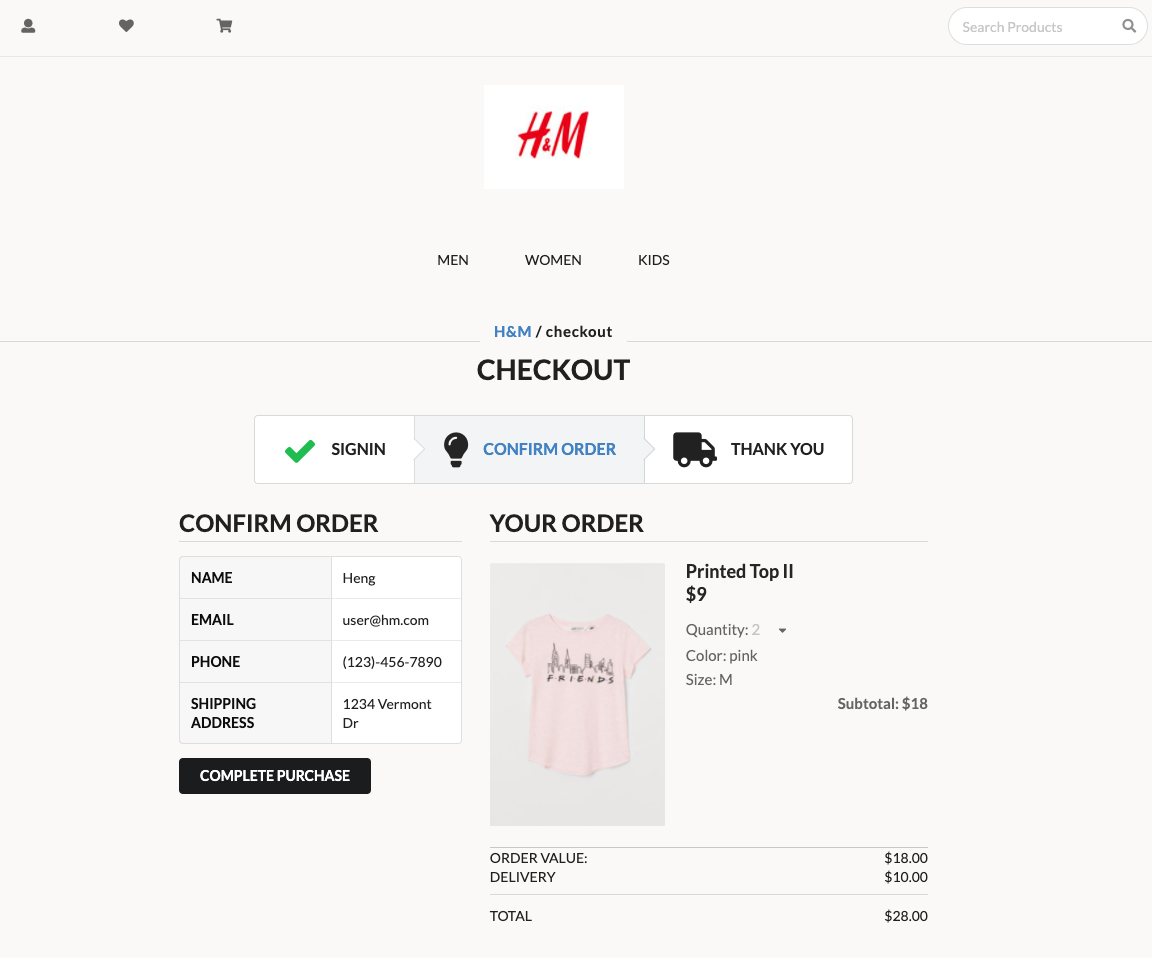 Search Products
H&M
MEN WOMEN KIDS
H&M / checkout
CHECKOUT
SIGNIN CONFIRM ORDER THANK YOU
CONFIRM ORDER
NAME Heng
EMAIL user@hm.com
PHONE (123)-456-7890
SHIPPING ADDRESS 1234 Vermont
Dr
COMPLETE PURCHASE
YOUR ORDER
FRIENDS
Printed Top II
$9
Quantity: 2
Color: pink
Size: M
Subtotal: $18
ORDER VALUE: $18.00
DELIVERY $10.00
TOTAL $28.00